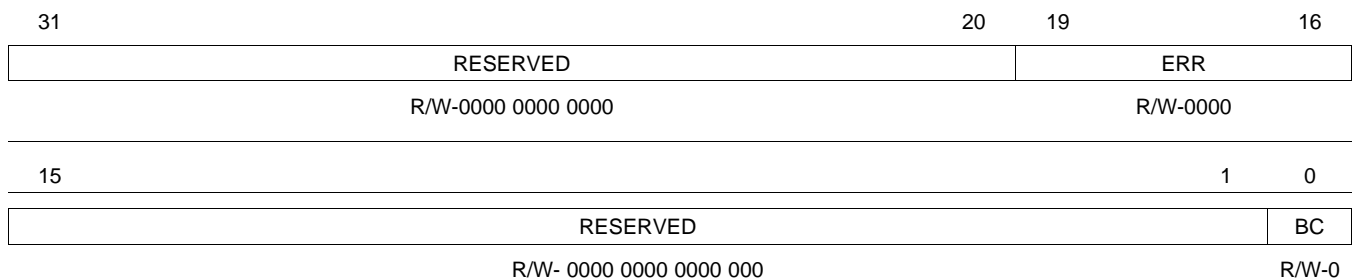 31 20 19 16
RESERVED ERR
R/W-0000 0000 0000 R/W-0000
15 1 0
RESERVED BC
R/W- 0000 0000 0000 000 R/W-0